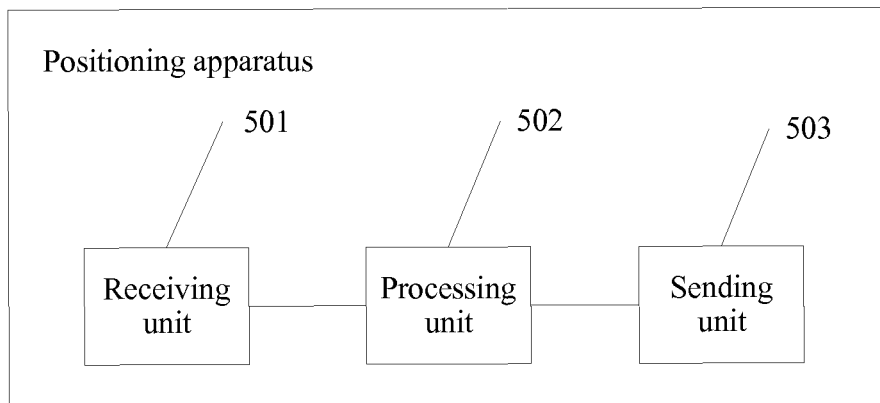 Positioning apparatus
501
502
503
Receiving
unit
Processing
unit
Sending
unit